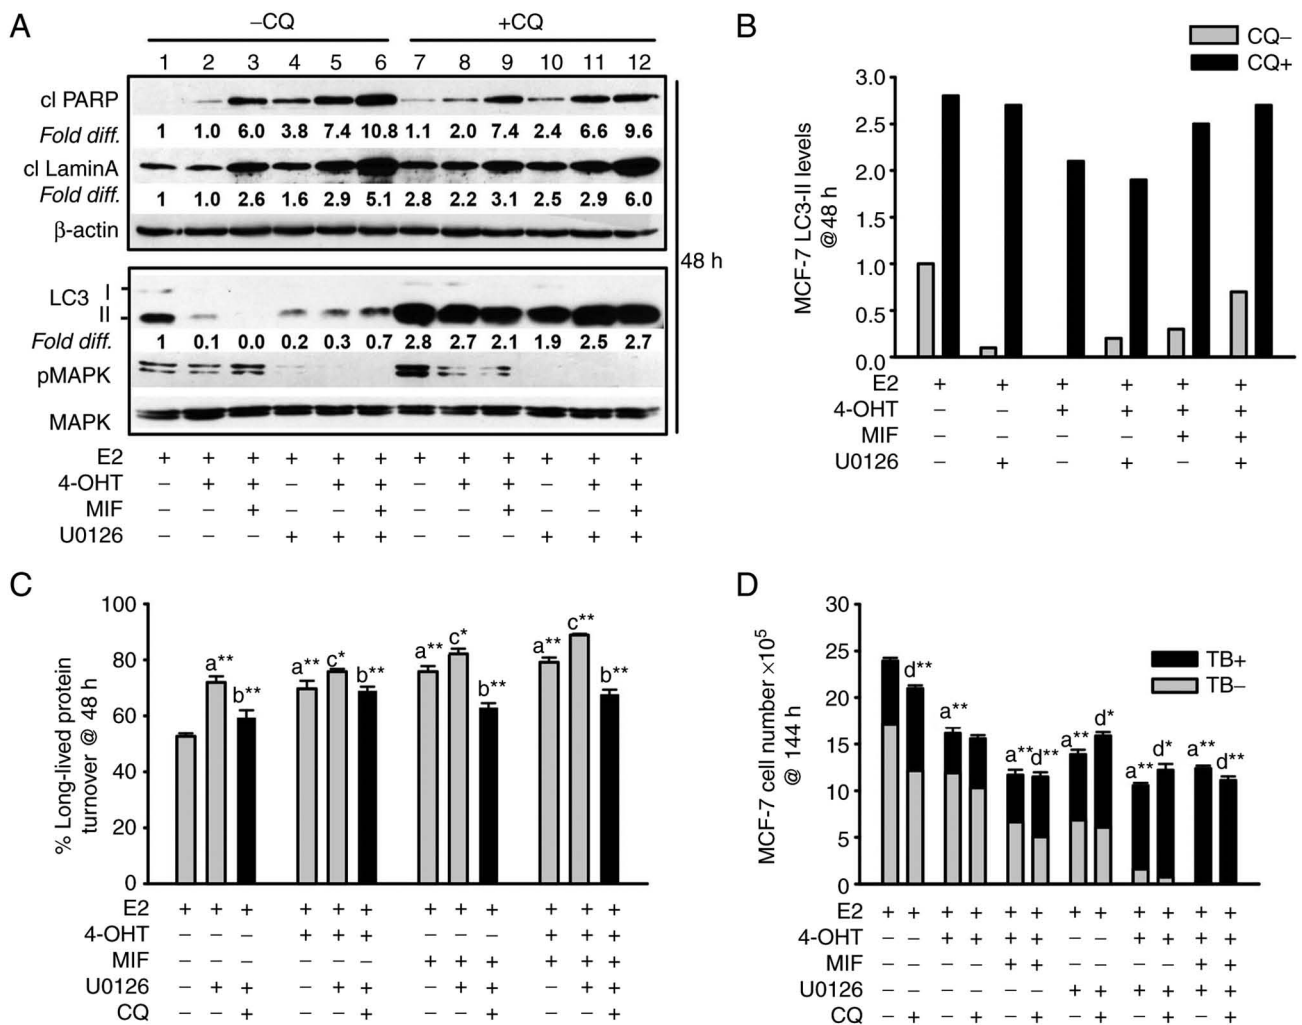 A
–CQ
+CQ
1 2 3 4 5 6 7 8 9 10 11 12
cl PARP
Fold diff. 1 1.0 6.0 3.8 7.4 10.8 1.1 2.0 7.4 2.4 6.6 9.6
cl LaminA
Fold diff. 1 1.0 2.6 1.6 2.9 5.1 2.8 2.2 3.1 2.5 2.9 6.0
β-actin
48 h
LC3 I
II
Fold diff. 1 0.1 0.0 0.2 0.3 0.7 2.8 2.7 2.1 1.9 2.5 2.7
pMAPK
MAPK
E2 + + + + + + + + + + + +
4-OHT – + + – + + – + + – + +
MIF – – + – – + – – + – – +
U0126 – – – + + + – – – + + +
B
CQ–
CQ+
MCF-7 LC3-II levels
@48 h
3.0
2.5
2.0
1.5
1.0
0.5
0.0
E2 + + + + + +
4-OHT – – + + + +
MIF – – – – + +
U0126 – + – + – +
C
% Long-lived protein
turnover @ 48 h
100
80
60
40
20
0
a** b** a** c* b** a** c* b** a** c** b**
E2 + + + + + + + + + + + +
4-OHT – – – + + + – – – + + +
MIF – – – – – – + + + + + +
U0126 – + + – + + – + + – + +
CQ – – + – – + – – + – – +
D
MCF-7 cell number ×10⁵
@ 144 h
30
25
20
15
10
5
0
TB+
TB–
d** a** a** d** a** d* a** d* a** d**
E2 + + + + + + + + + + + +
4-OHT – – + + + + – – + + + +
MIF – – – – + + – – – – + +
U0126 – – – – – – + + + + + +
CQ – + – + – + – + – + – +